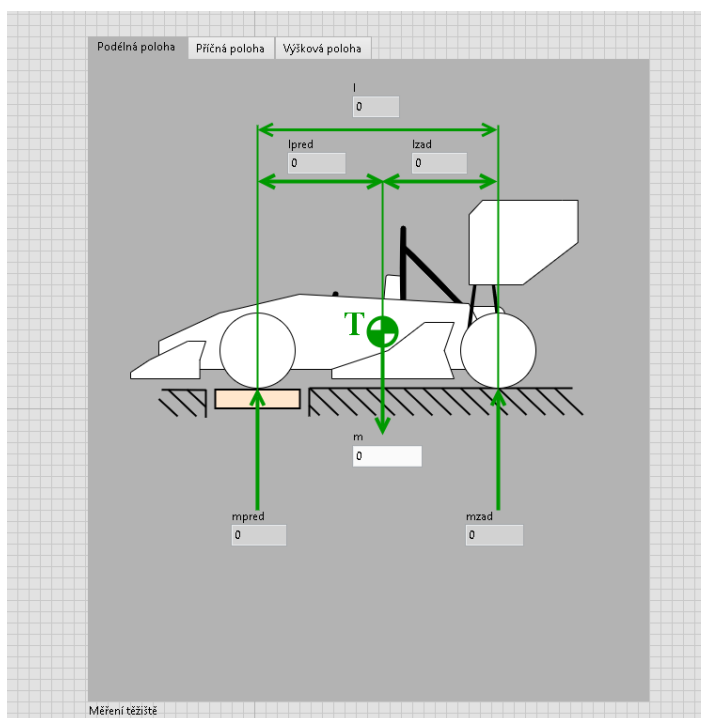 Podélná poloha Příčná poloha Výšková poloha
l
0
lpred lzad
0 0
T
m
0
mpred mzad
0 0
Měření těžiště